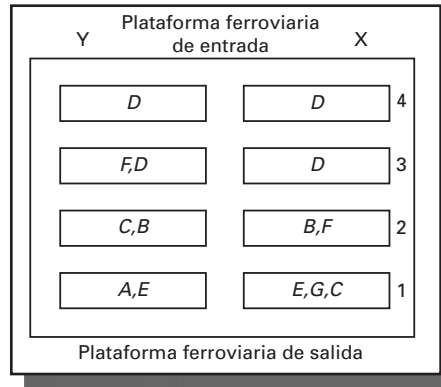 Plataforma ferroviaria
de entrada
Y X
D D 4
F,D D 3
C,B B,F 2
A,E E,G,C 1
Plataforma ferroviaria de salida